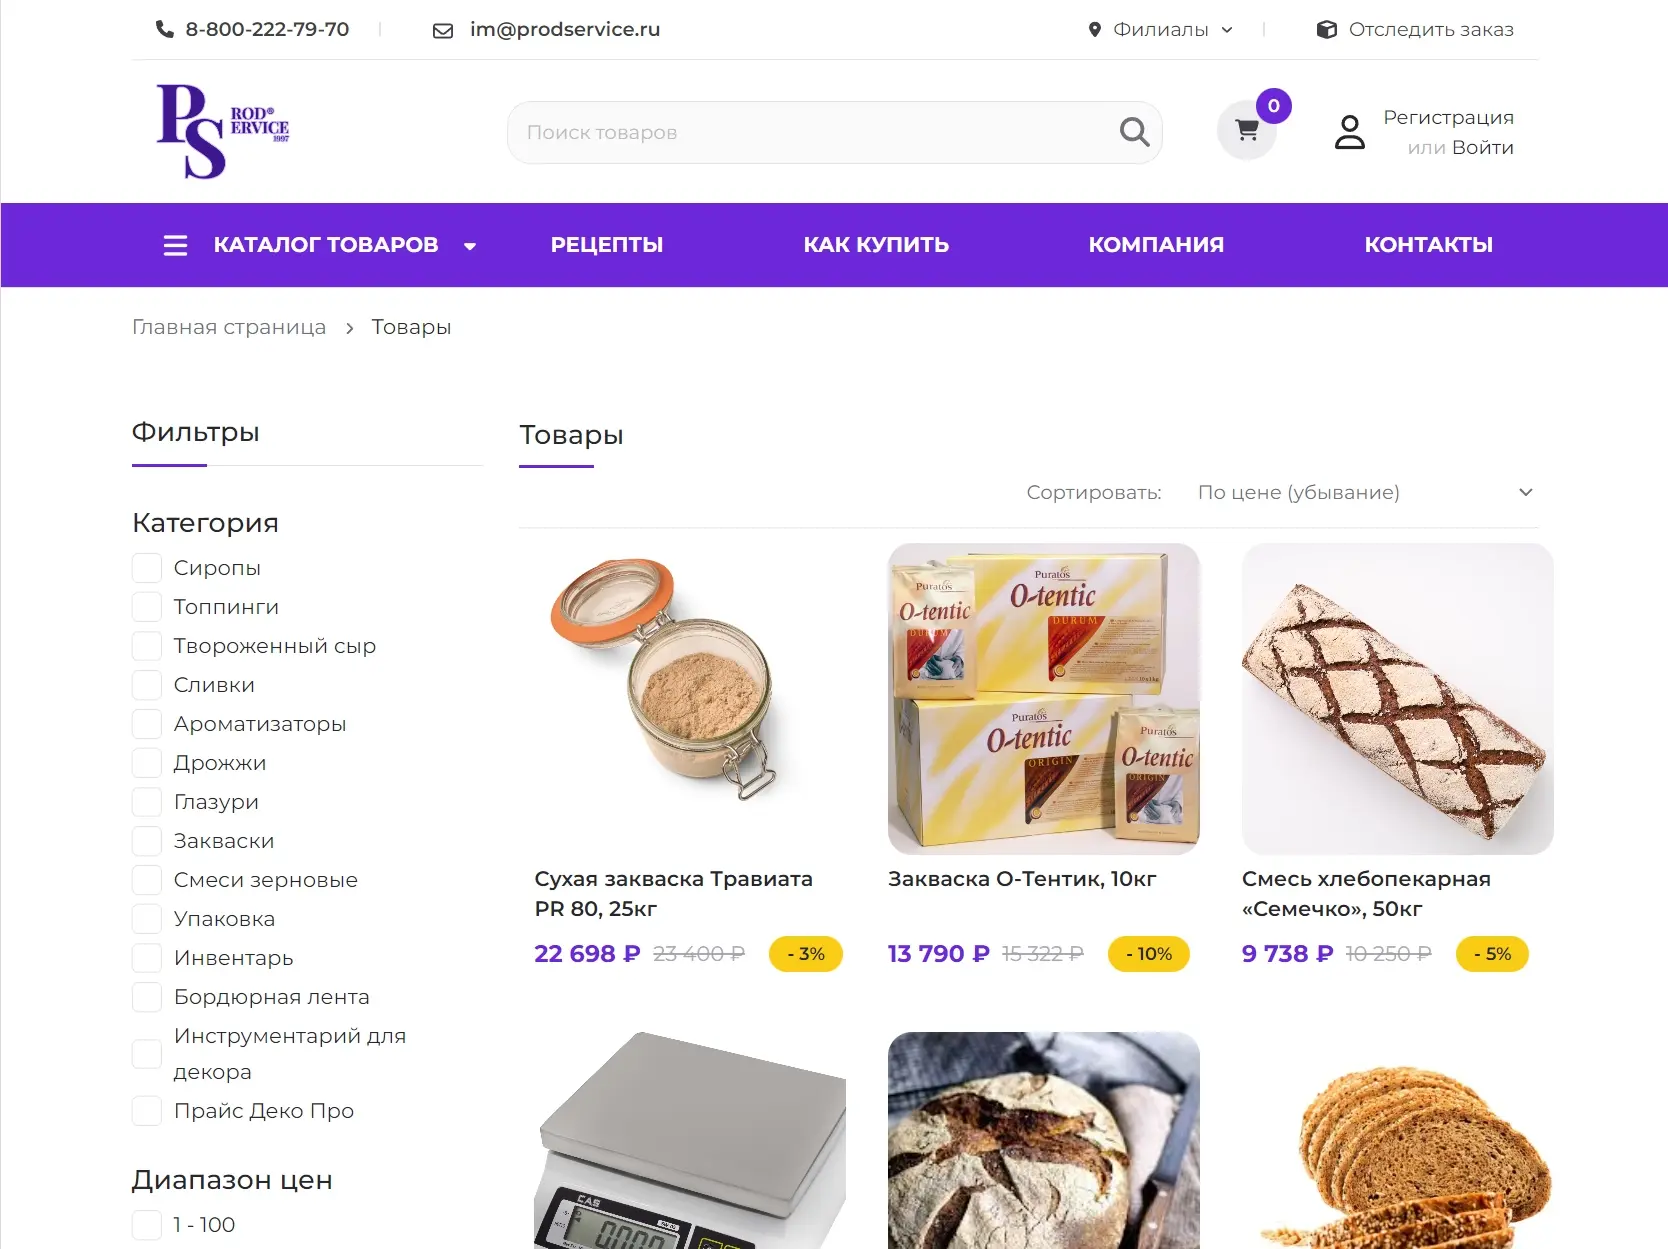 8-800-222-79-70
im@prodservice.ru
Филиалы
Отследить заказ
PS ROD®
ERVICE
1997
Поиск товаров
0
Регистрация
или Войти
КАТАЛОГ ТОВАРОВ
РЕЦЕПТЫ
КАК КУПИТЬ
КОМПАНИЯ
КОНТАКТЫ
Главная страница > Товары
Фильтры
Категория
Сиропы
Топпинги
Твороженный сыр
Сливки
Ароматизаторы
Дрожжи
Глазури
Закваски
Смеси зерновые
Упаковка
Инвентарь
Бордюрная лента
Инструментарий для
декора
Прайс Деко Про
Диапазон цен
1 - 100
Товары
Сортировать: По цене (убывание)
Puratos
O-tentic
DURUM
Puratos
O-tentic
DURUM
Puratos
O-tentic
ORIGIN
Puratos
O-tentic
ORIGIN
Сухая закваска Травиата
PR 80, 25кг
22 698 ₽ 23 400 ₽ - 3%
Закваска О-Тентик, 10кг
13 790 ₽ 15 322 ₽ - 10%
Смесь хлебопекарная
«Семечко», 50кг
9 738 ₽ 10 250 ₽ - 5%
CAS
0.000